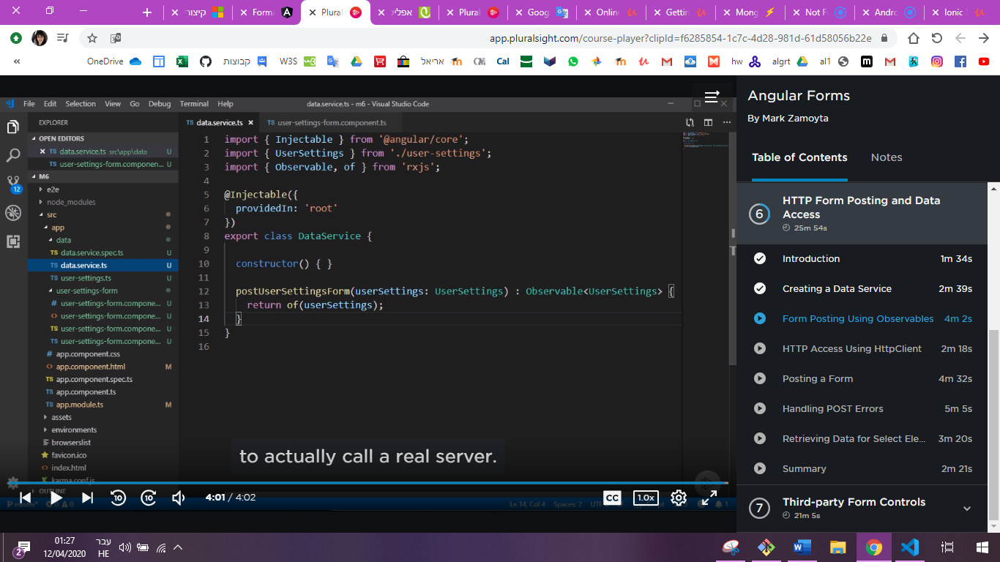 קיצור
Form
Plural
אפליכ
Plural
Goog
Online
Gettin
Mong
Not F
Andro
Ionic
app.pluralsight.com/course-player?clipId=f6285854-1c7c-4d28-981d-61d58056b22e
« OneDrive קבוצות W3S אריאל Cal hw algrt al1
File Edit Selection View Go Debug Terminal Help data.service.ts - m6 - Visual Studio Code
EXPLORER
OPEN EDITORS
data.service.ts src\app\data U
TS user-settings-form.componen... U
M6
e2e
node_modules
src
app
data
TS data.service.spec.ts U
TS data.service.ts U
TS user-settings.ts U
user-settings-form
# user-settings-form.compone... U
<> user-settings-form.compone... U
TS user-settings-form.compone... U
TS user-settings-form.compone... U
# app.component.css
<> app.component.html M
TS app.component.spec.ts
TS app.component.ts
TS app.module.ts M
assets
environments
browserslist
favicon.ico
<> index.html
karma.conf.js
OUTLINE
12
TS data.service.ts × TS user-settings-form.component.ts
1 import { Injectable } from '@angular/core';
2 import { UserSettings } from './user-settings';
3 import { Observable, of } from 'rxjs';
4
5 @Injectable({
6 providedIn: 'root'
7 })
8 export class DataService {
9
10 constructor() { }
11
12 postUserSettingsForm(userSettings: UserSettings) : Observable<UserSettings> {
13 return of(userSettings);
14 }
15 }
16
to actually call a real server.
10 10 4:01 / 4:02 CC 1.0x
master* 0 0 Ln 14, Col 4 Spaces: 2 1
Angular Forms
By Mark Zamoyta
Table of Contents Notes
6 HTTP Form Posting and Data
Access
25m 54s
Introduction 1m 34s
Creating a Data Service 2m 39s
Form Posting Using Observables 4m 2s
HTTP Access Using HttpClient 2m 18s
Posting a Form 4m 32s
Handling POST Errors 5m 5s
Retrieving Data for Select Ele... 3m 20s
Summary 2m 21s
7 Third-party Form Controls
21m 5s
2 01:27 עבר
12/04/2020 HE